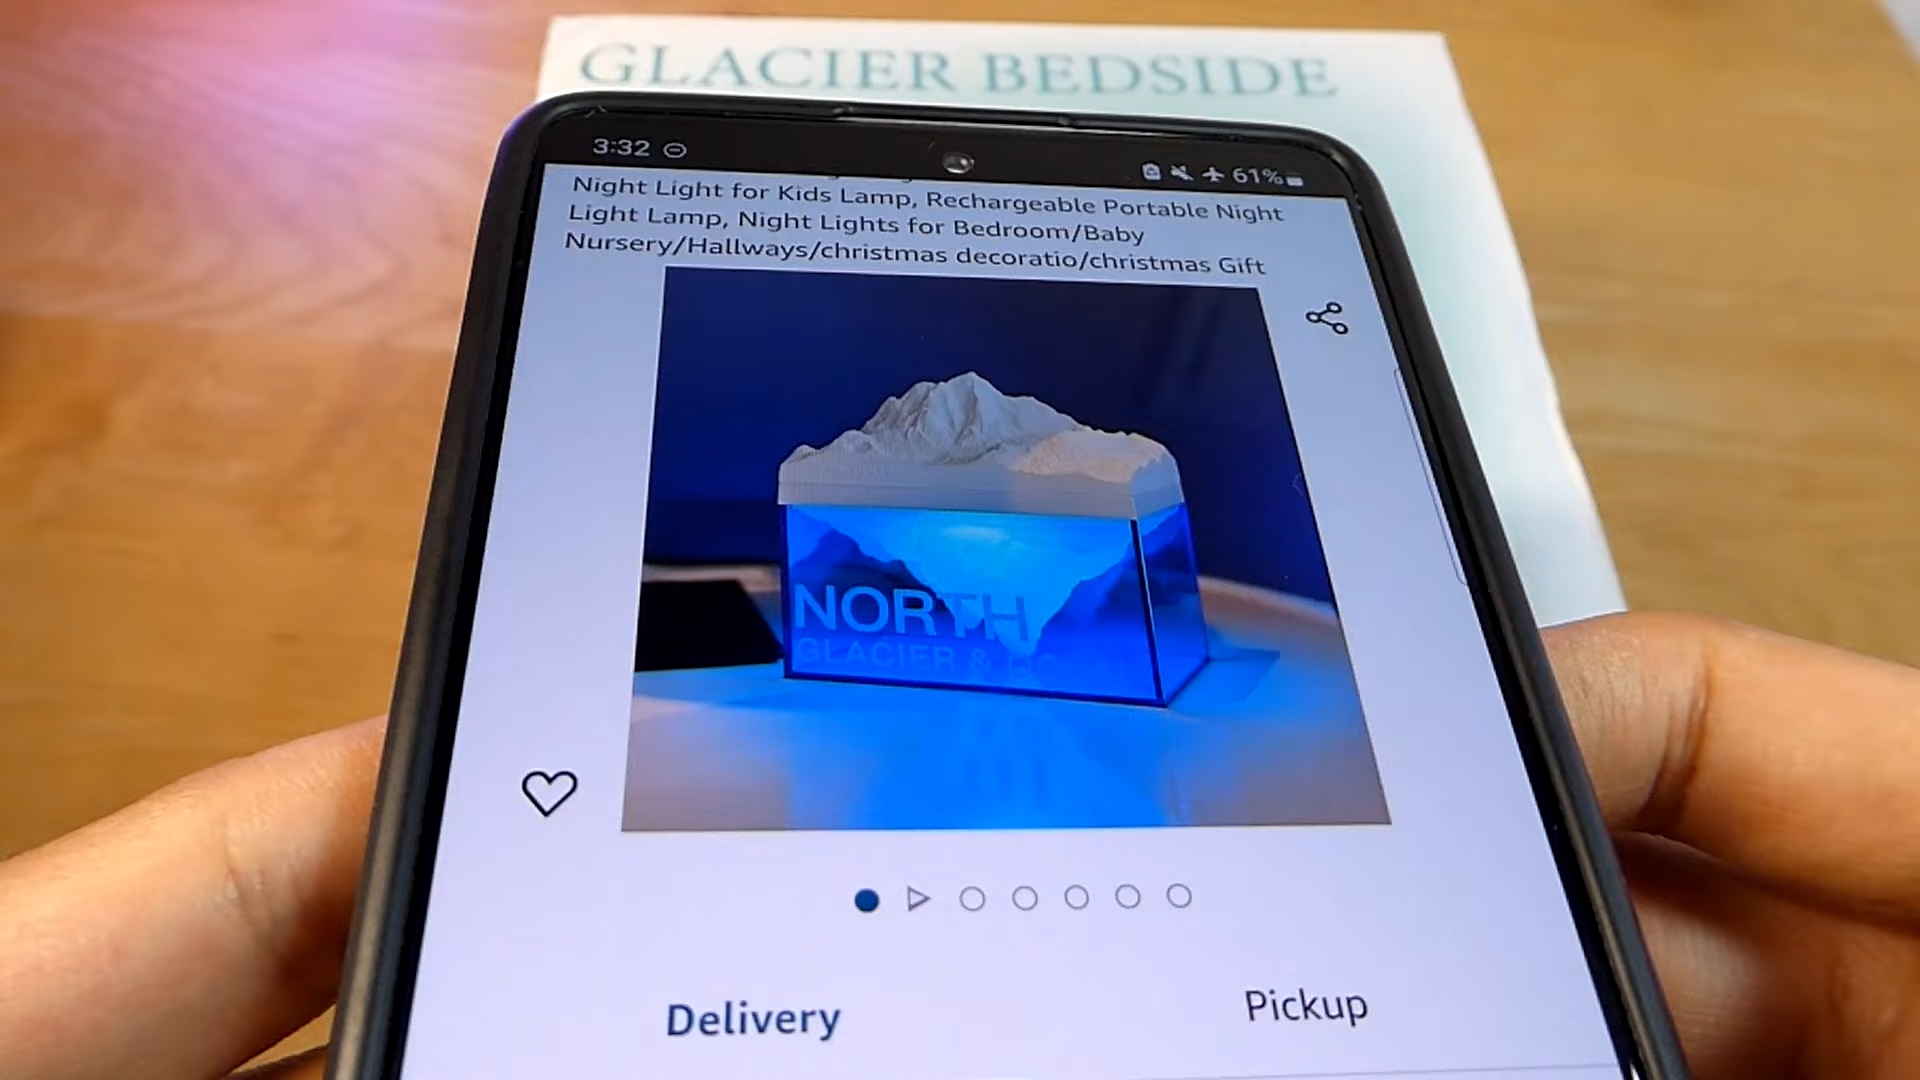 GLACIER BEDSIDE
3:32
61%
Night Light for Kids Lamp, Rechargeable Portable Night
Light Lamp, Night Lights for Bedroom/Baby
Nursery/Hallways/christmas decoratio/christmas Gift
NORTH
GLACIER &
Delivery
Pickup